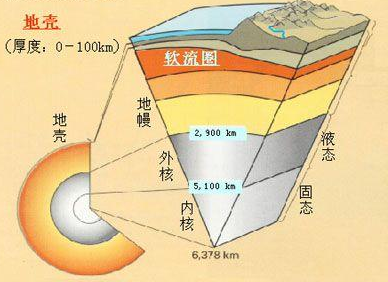 地壳
(厚度:0-100km)
软流圈
地幔
地壳
2,900 km
外核
液态
5,100 km
固态
内核
6,378 km